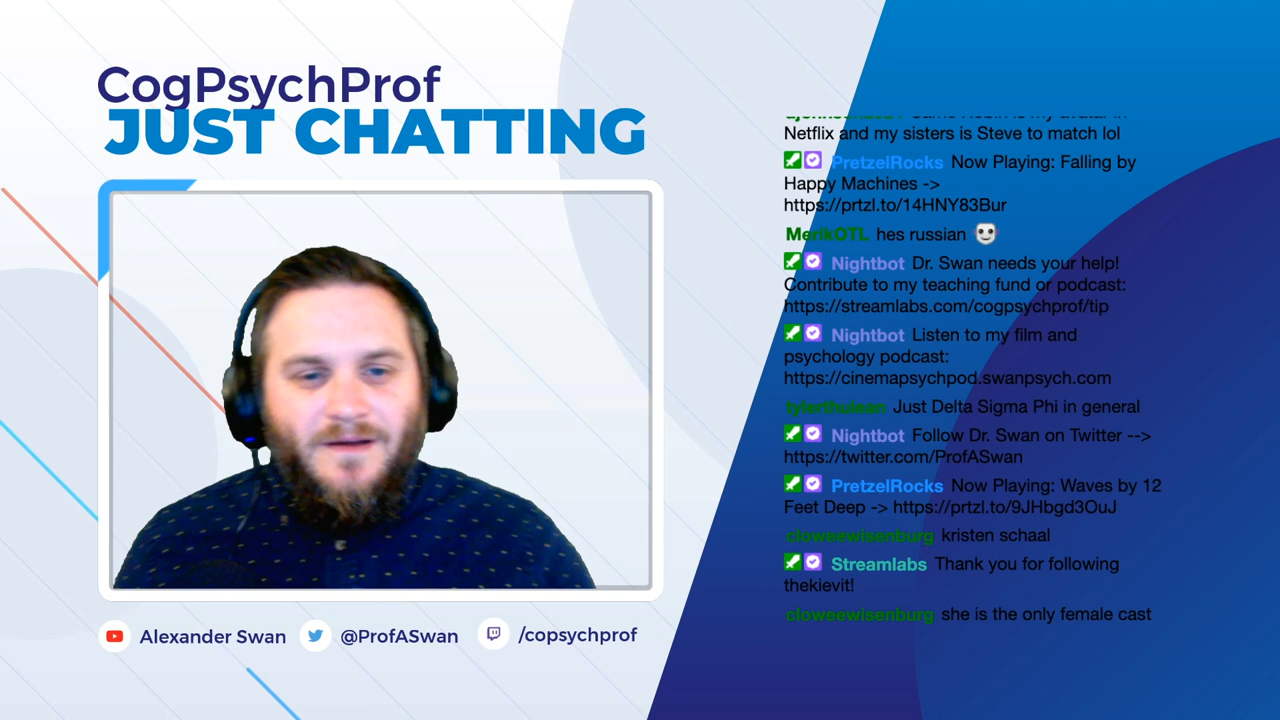 CogPsychProf
JUST CHATTING
Netflix and my sisters is Steve to match lol
PretzelRocks Now Playing: Falling by
Happy Machines ->
https://prtzl.to/14HNY83Bur
MerikOTL hes russian
Nightbot Dr. Swan needs your help!
Contribute to my teaching fund or podcast:
https://streamlabs.com/cogpsychprof/tip
Nightbot Listen to my film and
psychology podcast:
https://cinemapsychpod.swanpsych.com
tylerthulean Just Delta Sigma Phi in general
Nightbot Follow Dr. Swan on Twitter -->
https://twitter.com/ProfASwan
PretzelRocks Now Playing: Waves by 12
Feet Deep -> https://prtzl.to/9JHbgd3OuJ
cloweewisenburg kristen schaal
Streamlabs Thank you for following
thekievit!
cloweewisenburg she is the only female cast
Alexander Swan
@ProfASwan
/copsychprof